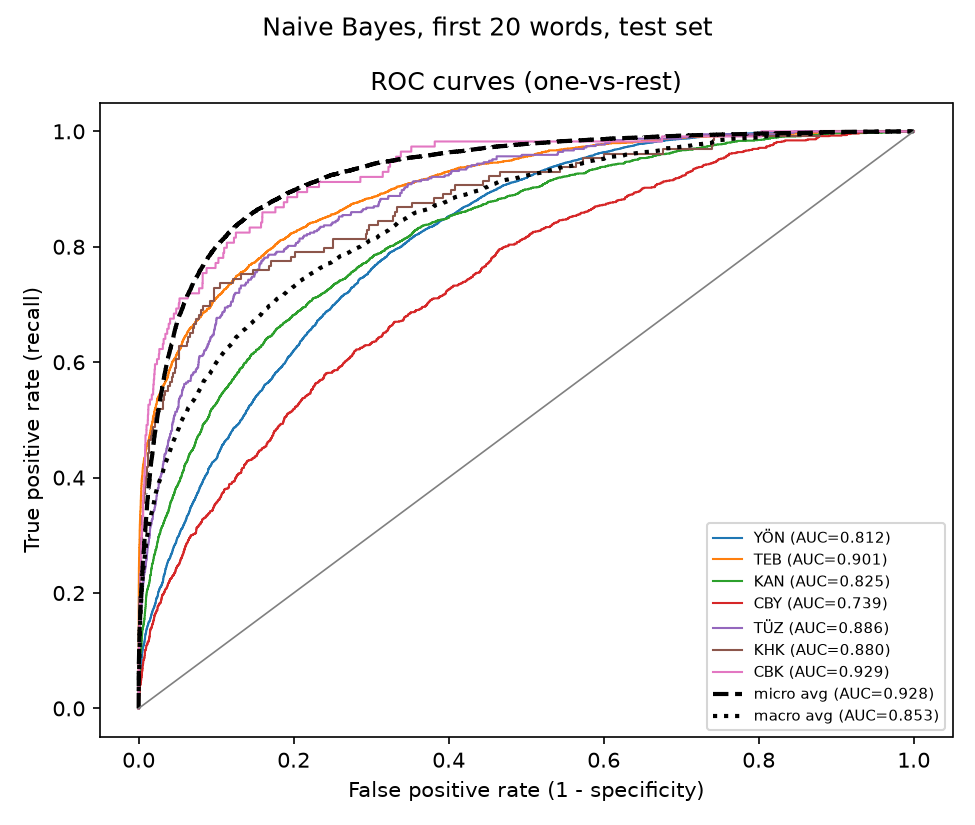 Naive Bayes, first 20 words, test set
ROC curves (one-vs-rest)
True positive rate (recall)
1.0
0.8
0.6
0.4
0.2
0.0
YÖN (AUC=0.812)
TEB (AUC=0.901)
KAN (AUC=0.825)
CBY (AUC=0.739)
TÜZ (AUC=0.886)
KHK (AUC=0.880)
CBK (AUC=0.929)
micro avg (AUC=0.928)
macro avg (AUC=0.853)
0.0 0.2 0.4 0.6 0.8 1.0
False positive rate (1 - specificity)